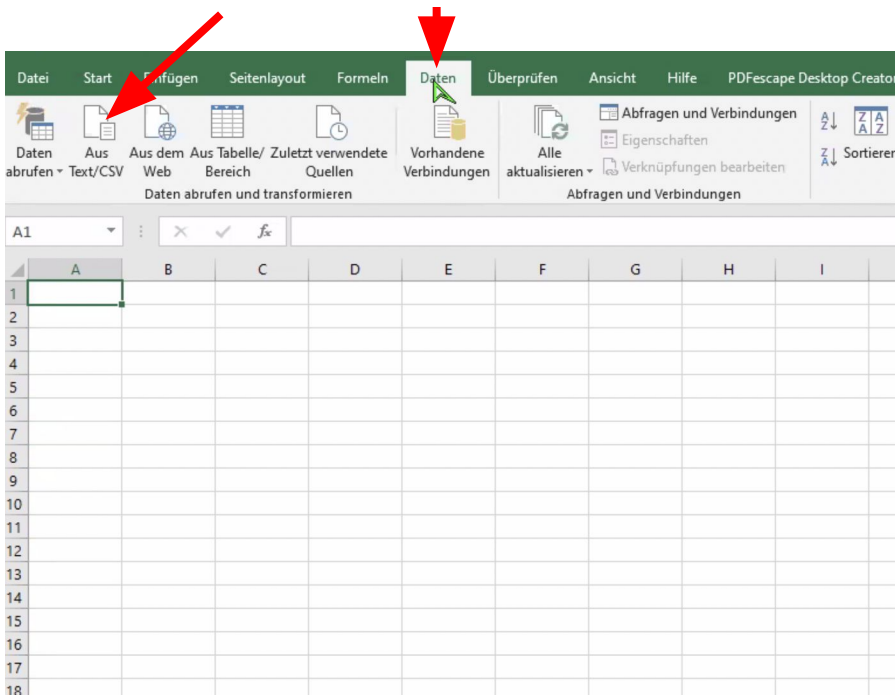 Datei Start Einfügen Seitenlayout Formeln Daten Überprüfen Ansicht Hilfe PDFescape Desktop Creator
Daten abrufen
Aus Text/CSV
Aus dem Web
Aus Tabelle/ Bereich
Zuletzt verwendete Quellen
Daten abrufen und transformieren
Vorhandene Verbindungen
Alle aktualisieren
Abfragen und Verbindungen
Eigenschaften
Verknüpfungen bearbeiten
Abfragen und Verbindungen
A Z
Z A
Z A A Z
Sortieren
A1 fx
A B C D E F G H I
1
2
3
4
5
6
7
8
9
10
11
12
13
14
15
16
17
18